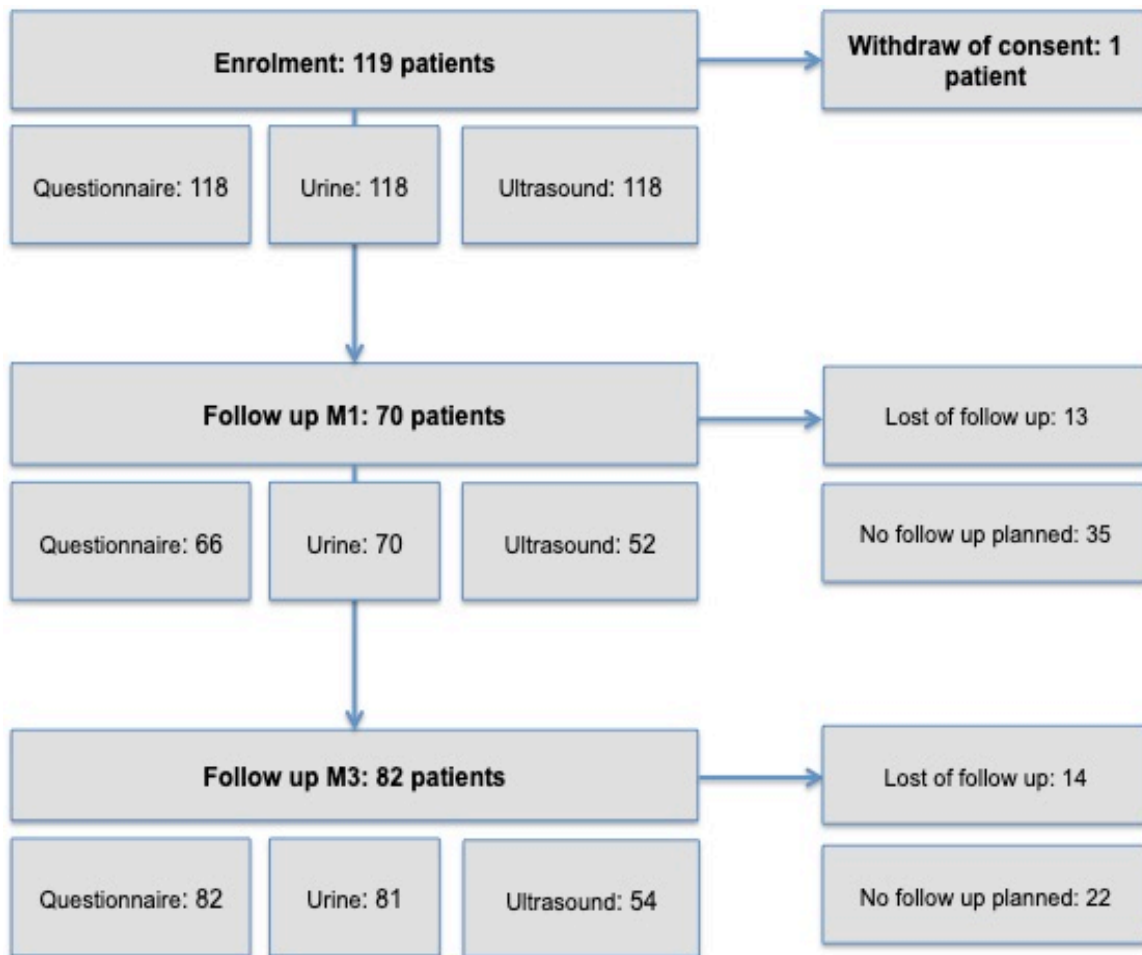 Enrolment: 119 patients
Withdraw of consent: 1
patient
Questionnaire: 118
Urine: 118
Ultrasound: 118
Follow up M1: 70 patients
Lost of follow up: 13
Questionnaire: 66
Urine: 70
Ultrasound: 52
No follow up planned: 35
Follow up M3: 82 patients
Lost of follow up: 14
Questionnaire: 82
Urine: 81
Ultrasound: 54
No follow up planned: 22